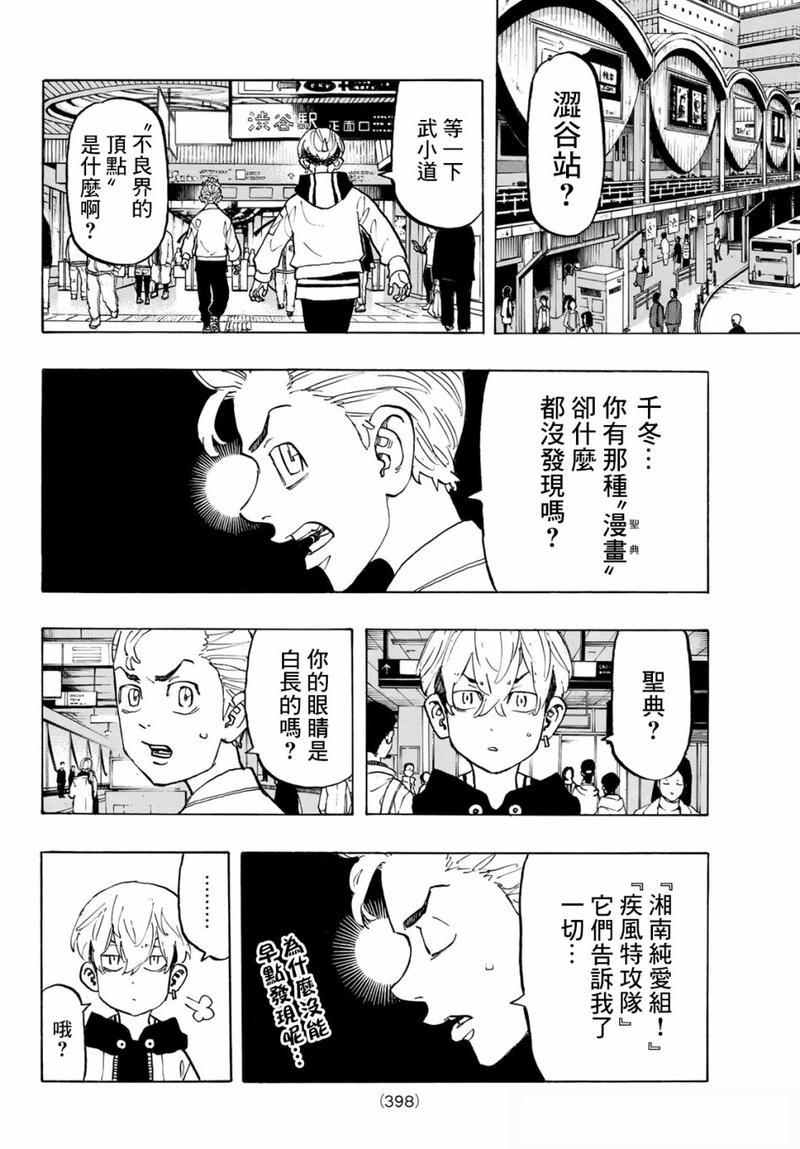 澀谷站？
等一下
武小道
〝不良界的
頂點〞
是什麼啊？
渋谷駅
正面口
千冬…
你有那種〝漫畫〞
聖典
卻什麼
都沒發現嗎？
聖典？
你的眼睛是
白長的嗎？
『湘南純愛組！』
『疾風特攻隊』
它們告訴我了
一切…
為什麼沒能
早點發現呢…
………
哦？
（398）